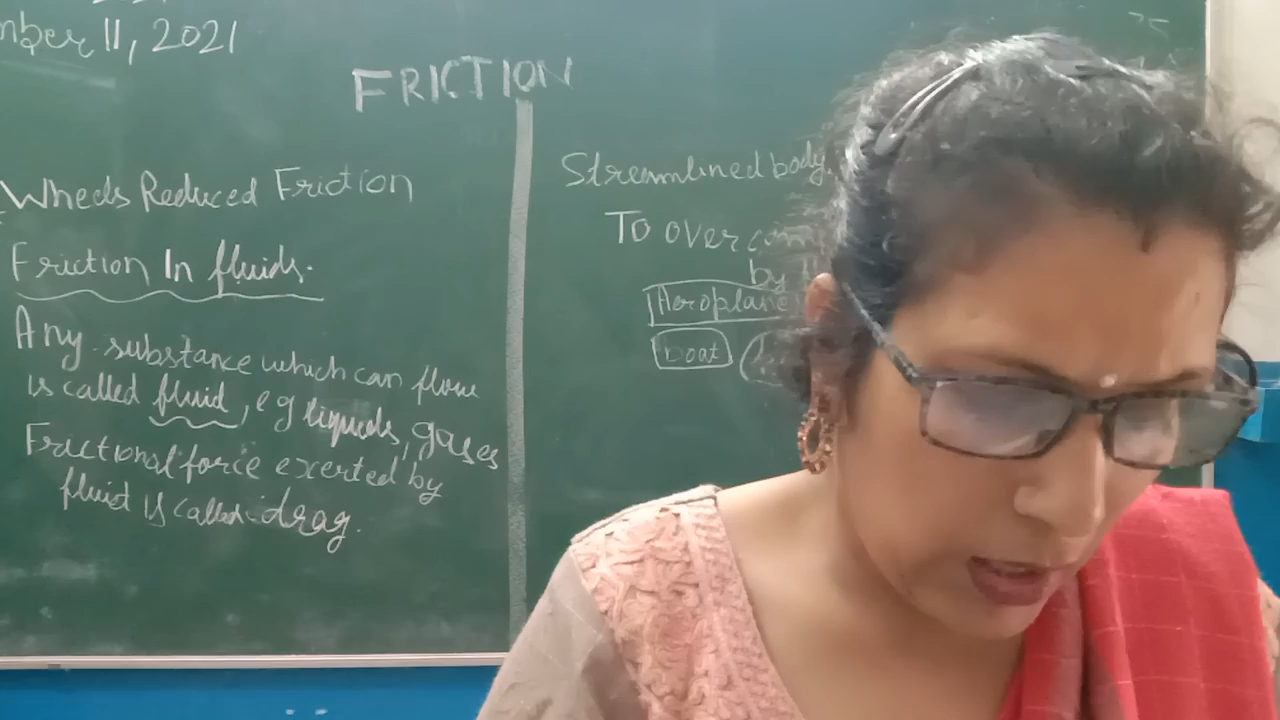 11, 2021
FRICTION
Wheels Reduced Friction
Friction In fluids.
Any substance which can flow
is called fluid, eg liquids, gases
Frictional force exerted by
fluid is called drag.
Streamlined body
To over
by
Aeroplane
boat